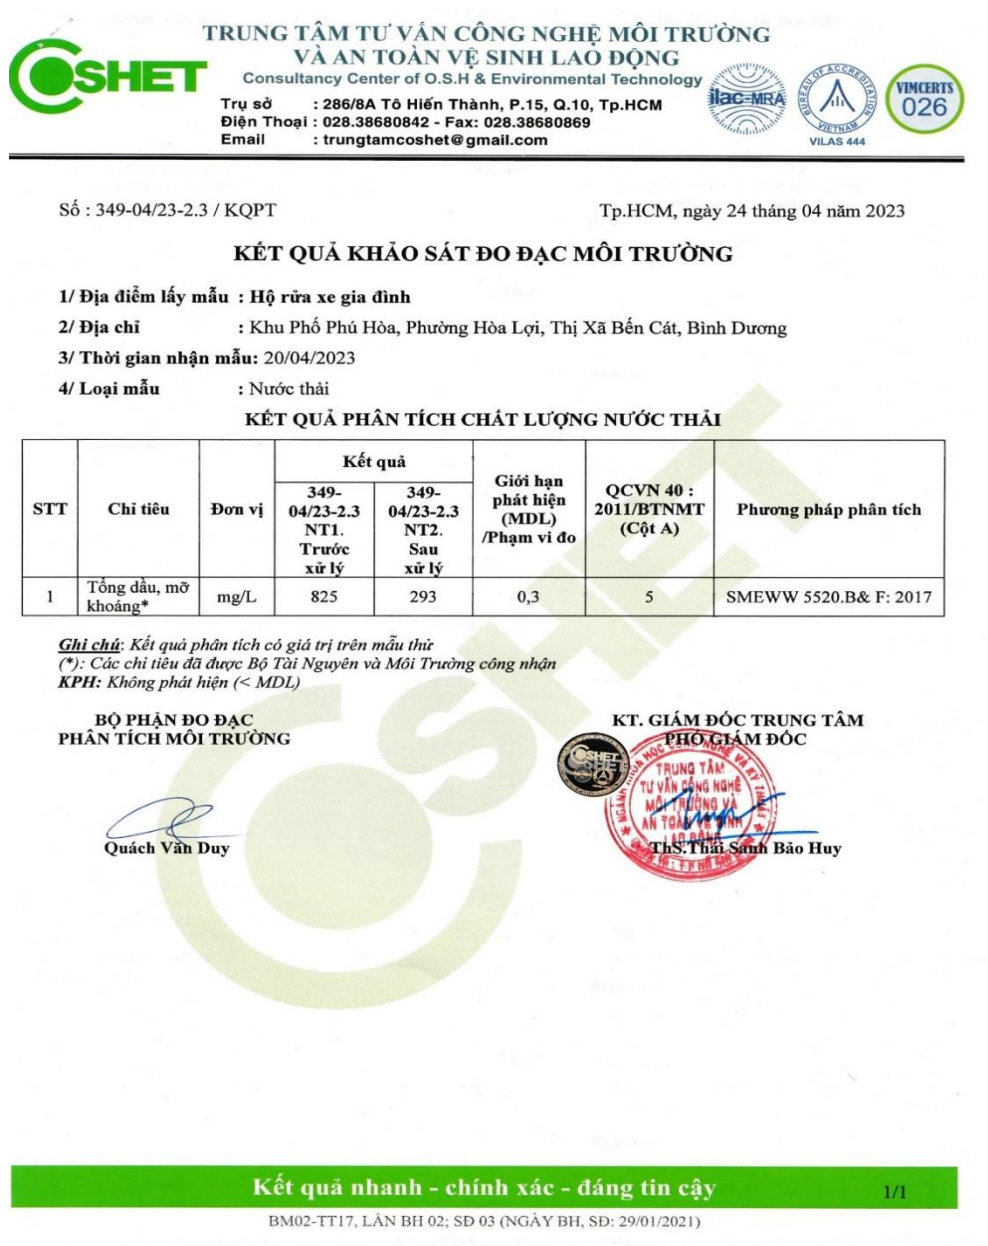 TRUNG TÂM TƯ VẤN CÔNG NGHỆ MÔI TRƯỜNG
VÀ AN TOÀN VỆ SINH LAO ĐỘNG
Consultancy Center of O.S.H & Environmental Technology
COSHET
Trụ sở : 286/8A Tô Hiến Thành, P.15, Q.10, Tp.HCM
Điện Thoại : 028.38680842 - Fax: 028.38680869
Email : trungtamcoshet@gmail.com
ilac-MRA
BUREAU OF ACCREDITATION
VIETNAM
VILAS 444
VIMCERTS
026
Số : 349-04/23-2.3 / KQPT
Tp.HCM, ngày 24 tháng 04 năm 2023
KẾT QUẢ KHẢO SÁT ĐO ĐẠC MÔI TRƯỜNG
1/ Địa điểm lấy mẫu : Hộ rửa xe gia đình
2/ Địa chỉ : Khu Phố Phú Hòa, Phường Hòa Lợi, Thị Xã Bến Cát, Bình Dương
3/ Thời gian nhận mẫu: 20/04/2023
4/ Loại mẫu : Nước thải
KẾT QUẢ PHÂN TÍCH CHẤT LƯỢNG NƯỚC THẢI
STT
Chỉ tiêu
Đơn vị
Kết quả
349-
04/23-2.3
NT1.
Trước
xử lý
349-
04/23-2.3
NT2.
Sau
xử lý
Giới hạn
phát hiện
(MDL)
/Phạm vi đo
QCVN 40 :
2011/BTNMT
(Cột A)
Phương pháp phân tích
1
Tổng dầu, mỡ
khoáng*
mg/L
825
293
0,3
5
SMEWW 5520.B& F: 2017
Ghi chú: Kết quả phân tích có giá trị trên mẫu thử
(*): Các chỉ tiêu đã được Bộ Tài Nguyên và Môi Trường công nhận
KPH: Không phát hiện (< MDL)
BỘ PHẬN ĐO ĐẠC
PHÂN TÍCH MÔI TRƯỜNG
KT. GIÁM ĐỐC TRUNG TÂM
PHÓ GIÁM ĐỐC
TRUNG TÂM
TƯ VẤN CÔNG NGHỆ
MÔI TRƯỜNG VÀ
AN TOÀN VỆ SINH
LAO ĐỘNG
Quách Văn Duy
ThS.Thái Sanh Bảo Huy
COSHET
Kết quả nhanh - chính xác - đáng tin cậy
1/1
BM02-TT17, LẦN BH 02; SĐ 03 (NGÀY BH, SĐ: 29/01/2021)